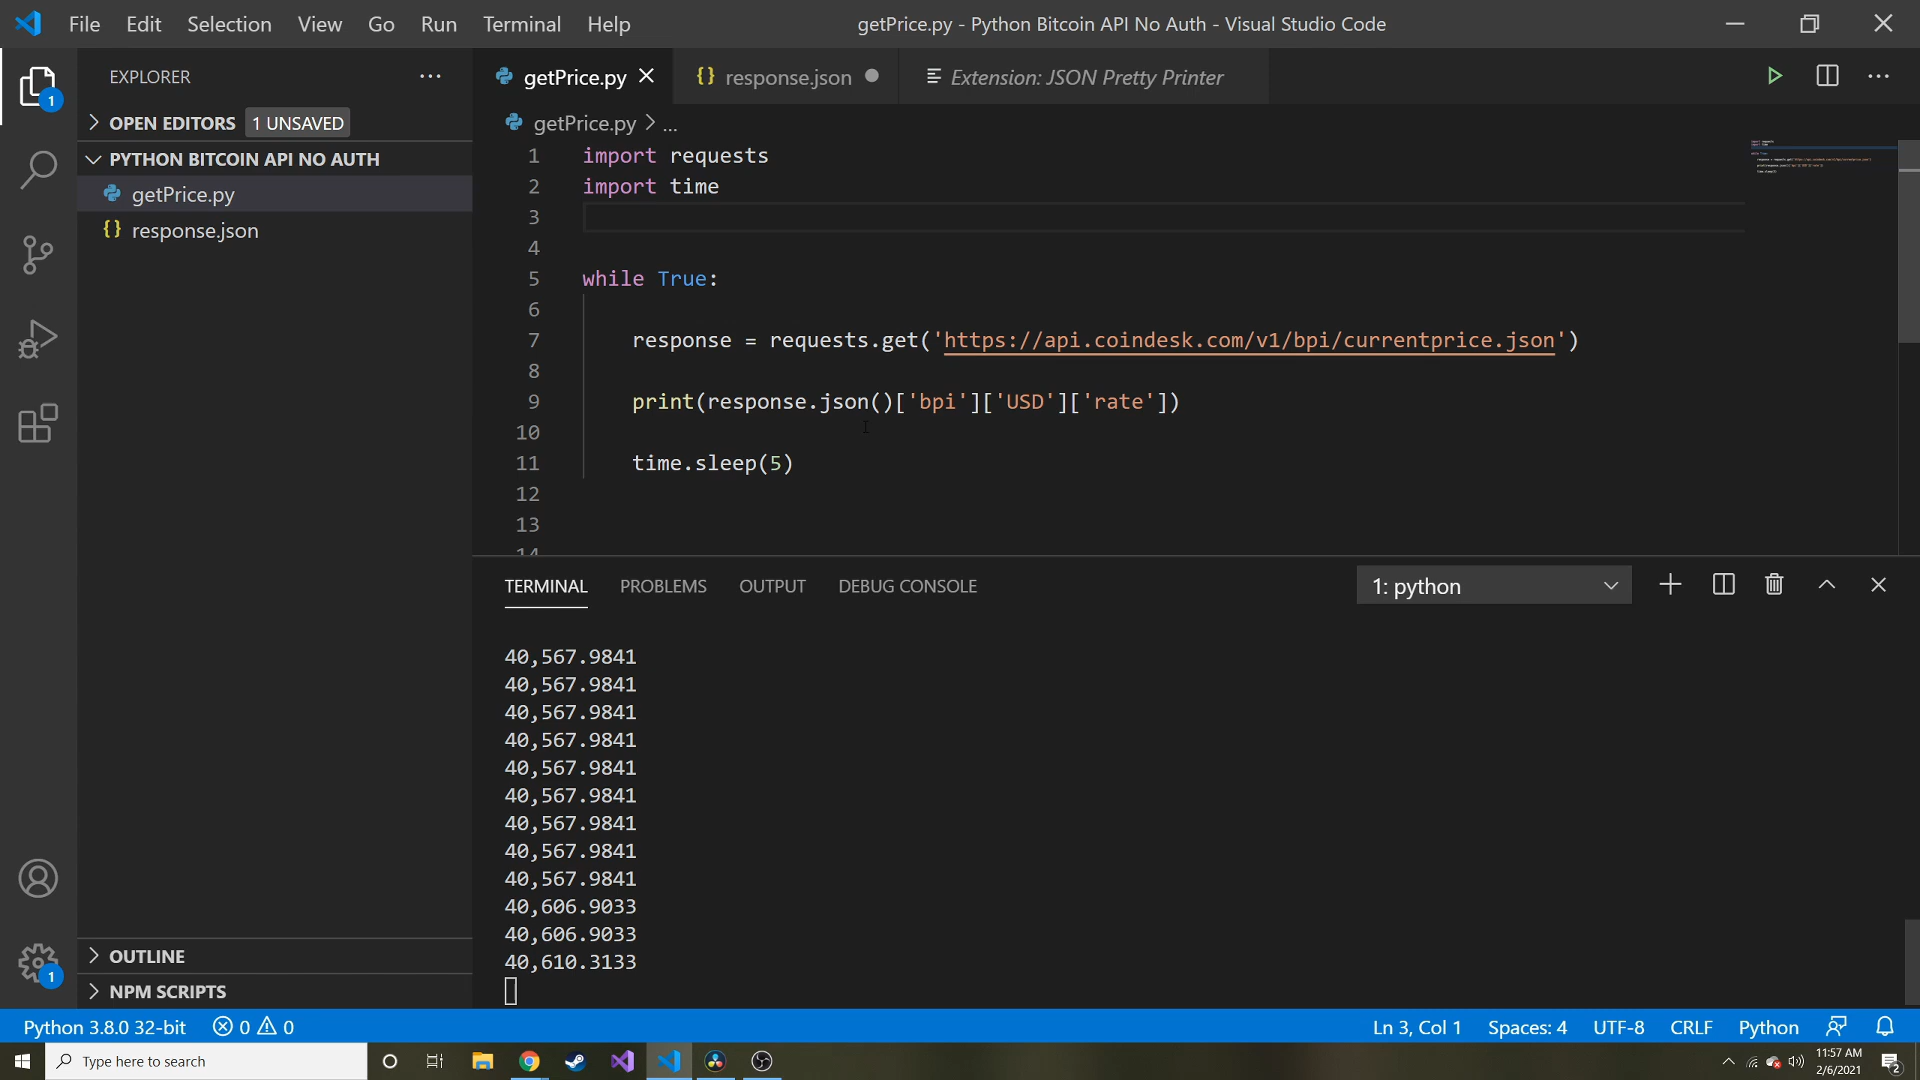 File Edit Selection View Go Run Terminal Help getPrice.py - Python Bitcoin API No Auth - Visual Studio Code
EXPLORER
getPrice.py response.json Extension: JSON Pretty Printer
OPEN EDITORS 1 UNSAVED
PYTHON BITCOIN API NO AUTH
getPrice.py
response.json
OUTLINE
NPM SCRIPTS
1
1
getPrice.py > ...
1 import requests
2 import time
3
4
5 while True:
6
7 response = requests.get('https://api.coindesk.com/v1/bpi/currentprice.json')
8
9 print(response.json()['bpi']['USD']['rate'])
10
11 time.sleep(5)
12
13
14
TERMINAL PROBLEMS OUTPUT DEBUG CONSOLE 1: python
40,567.9841
40,567.9841
40,567.9841
40,567.9841
40,567.9841
40,567.9841
40,567.9841
40,567.9841
40,567.9841
40,606.9033
40,606.9033
40,610.3133
Python 3.8.0 32-bit 0 0 Ln 3, Col 1 Spaces: 4 UTF-8 CRLF Python
Type here to search
11:57 AM
2/6/2021
2